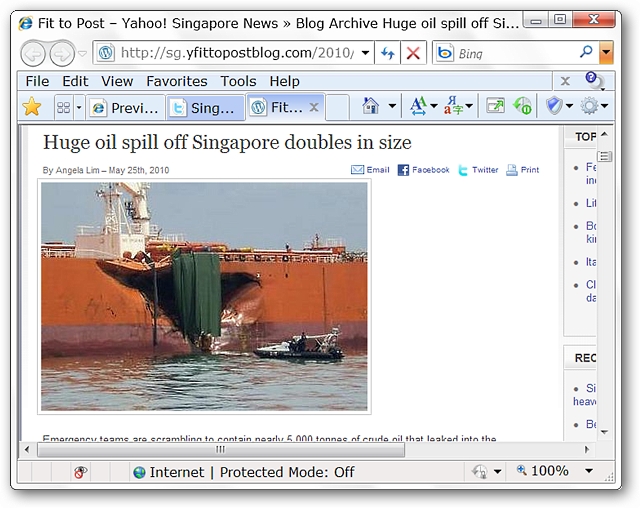 Fit to Post – Yahoo! Singapore News » Blog Archive Huge oil spill off Si...
http://sg.yfittopostblog.com/2010/
Bing
File Edit View Favorites Tools Help
Previ... Sing... Fit...
Huge oil spill off Singapore doubles in size
By Angela Lim – May 25th, 2010
Email Facebook Twitter Print
TOP
Fe
in
Lit
Bo
kin
Ita
Cl
da
REC
Si
heav
Be
Emergency teams are scrambling to contain nearly 5,000 tonnes of crude oil that leaked into the
Internet | Protected Mode: Off
100%